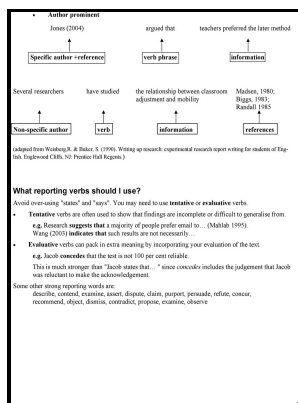 • Author prominent
Jones (2004) argued that teachers preferred the later method
Specific author +reference verb phrase information
Several researchers have studied the relationship between classroom adjustment and mobility Madsen, 1980; Biggs, 1983; Randall 1985
Non-specific author verb information references
(adapted from Weisberg,R. & Buker, S. (1990). Writing up research: experimental research report writing for students of Eng-
lish. Englewood Cliffs, NJ: Prentice Hall Regents.)
What reporting verbs should I use?
Avoid over-using "states" and "says". You may need to use tentative or evaluative verbs.
• Tentative verbs are often used to show that findings are incomplete or difficult to generalise from.
e.g. Research suggests that a majority of people prefer email to… (Mahlab 1995).
Wang (2003) indicates that such results are not necessarily…
• Evaluative verbs can pack in extra meaning by incorporating your evaluation of the text.
e.g. Jacob concedes that the test is not 100 per cent reliable.
This is much stronger than "Jacob states that… " since concedes includes the judgement that Jacob
was reluctant to make the acknowledgement.
Some other strong reporting words are:
describe, contend, examine, assert, dispute, claim, purport, persuade, refute, concur,
recommend, object, dismiss, contradict, propose, examine, observe